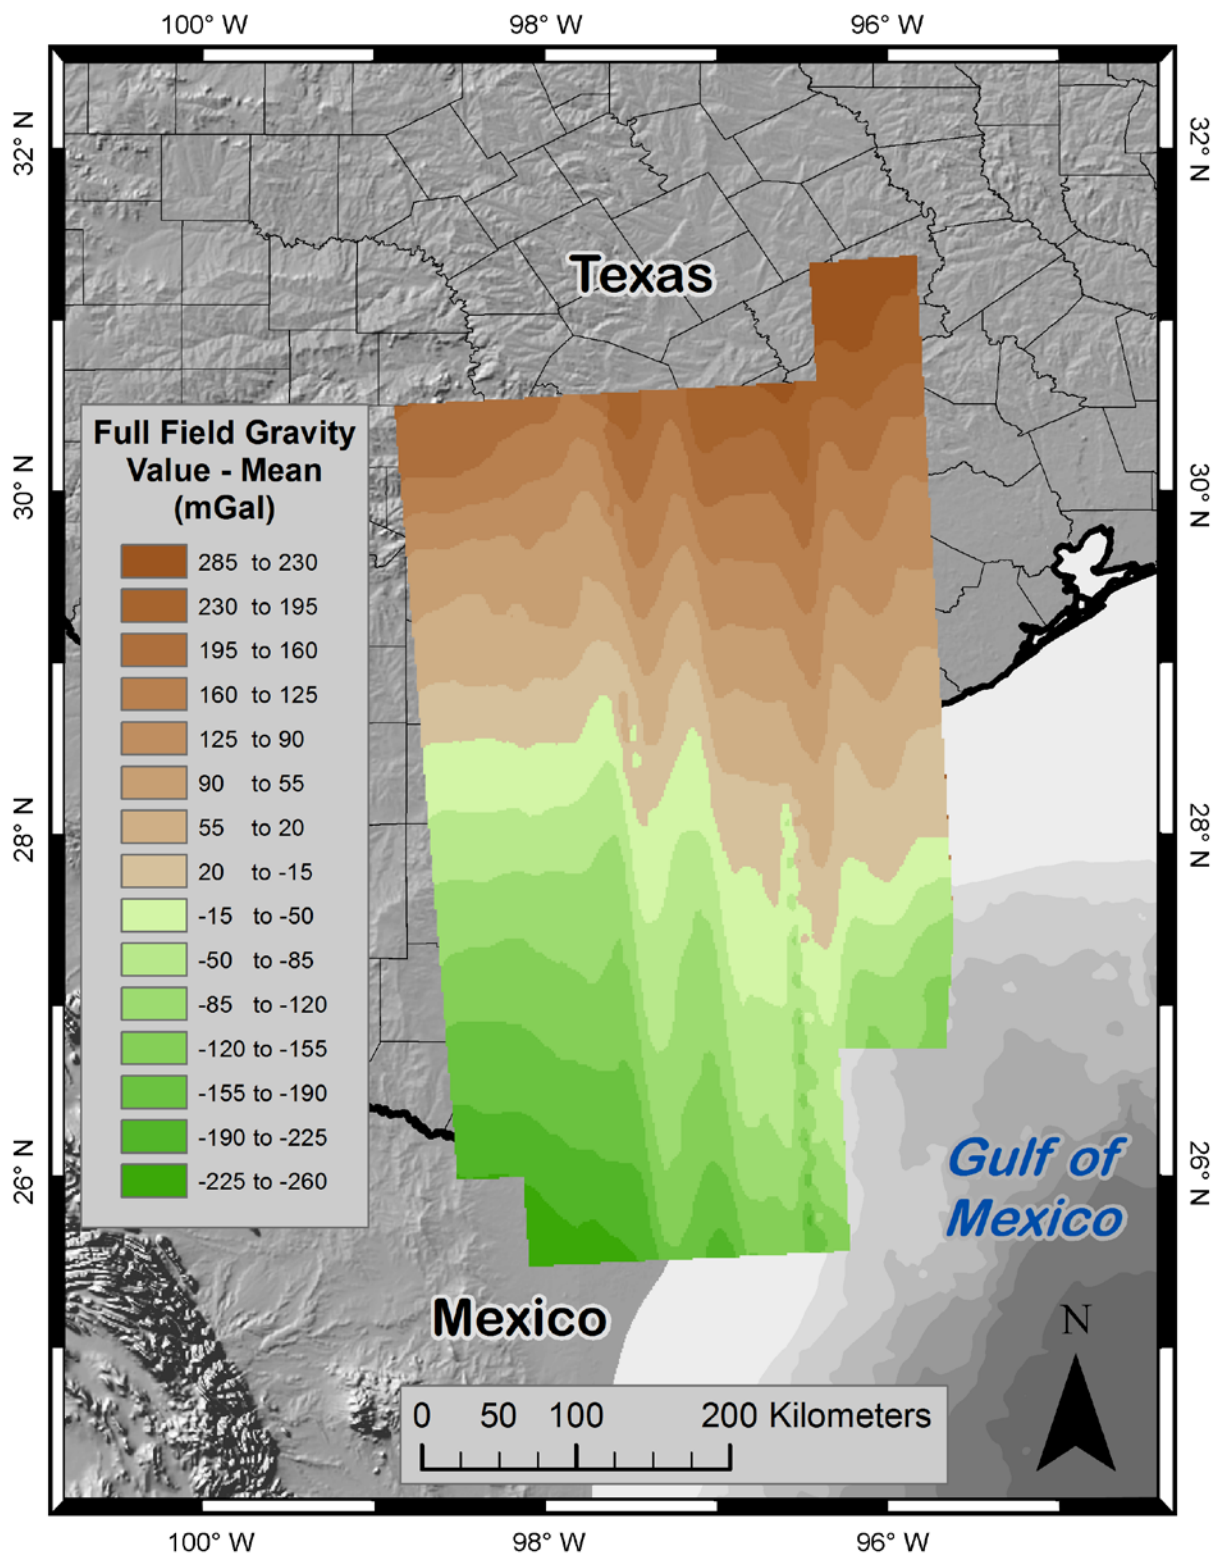 100° W
98° W
96° W
32° N
32° N
Texas
Full Field Gravity
Value - Mean
(mGal)
285 to 230
230 to 195
195 to 160
160 to 125
125 to 90
90 to 55
55 to 20
20 to -15
-15 to -50
-50 to -85
-85 to -120
-120 to -155
-155 to -190
-190 to -225
-225 to -260
30° N
30° N
28° N
28° N
26° N
26° N
Gulf of
Mexico
Mexico
N
0 50 100 200 Kilometers
100° W
98° W
96° W